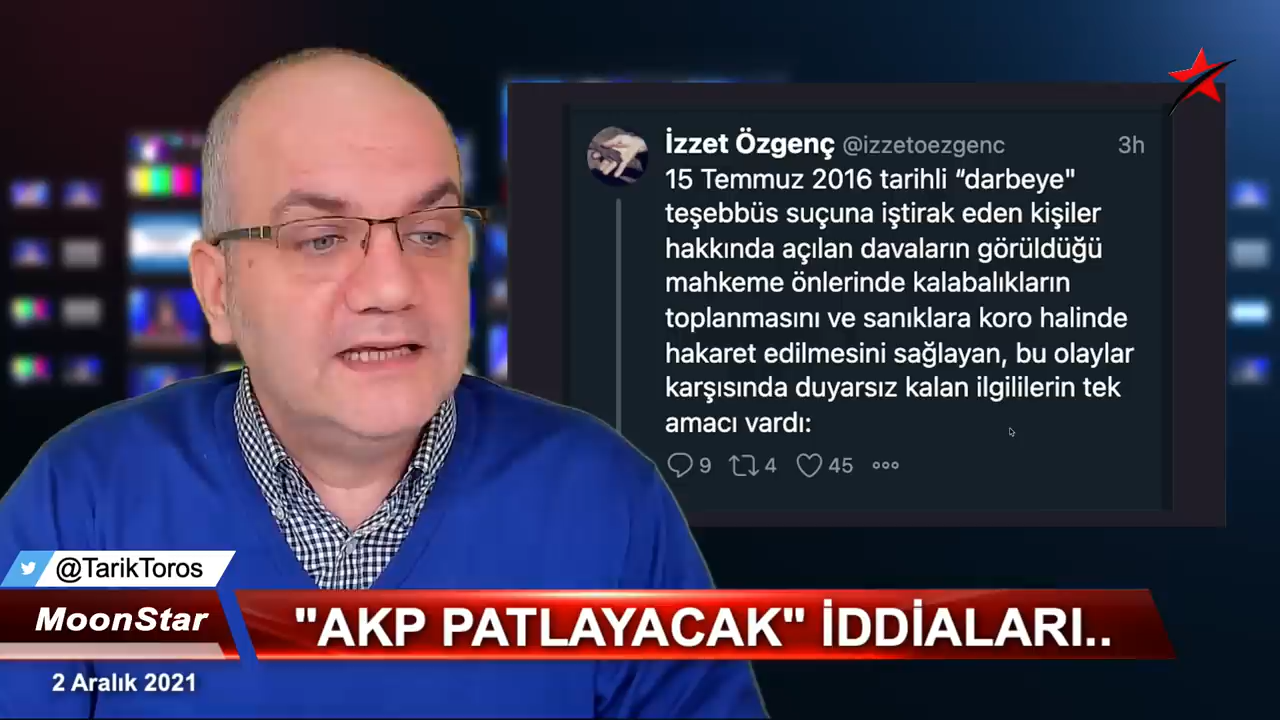 İzzet Özgenç @izzetoezgenc 3h
15 Temmuz 2016 tarihli “darbeye"
teşebbüs suçuna iştirak eden kişiler
hakkında açılan davaların görüldüğü
mahkeme önlerinde kalabalıkların
toplanmasını ve sanıklara koro halinde
hakaret edilmesini sağlayan, bu olaylar
karşısında duyarsız kalan ilgililerin tek
amacı vardı:
9 4 45
@TarikToros
MoonStar
"AKP PATLAYACAK" İDDİALARI..
2 Aralık 2021